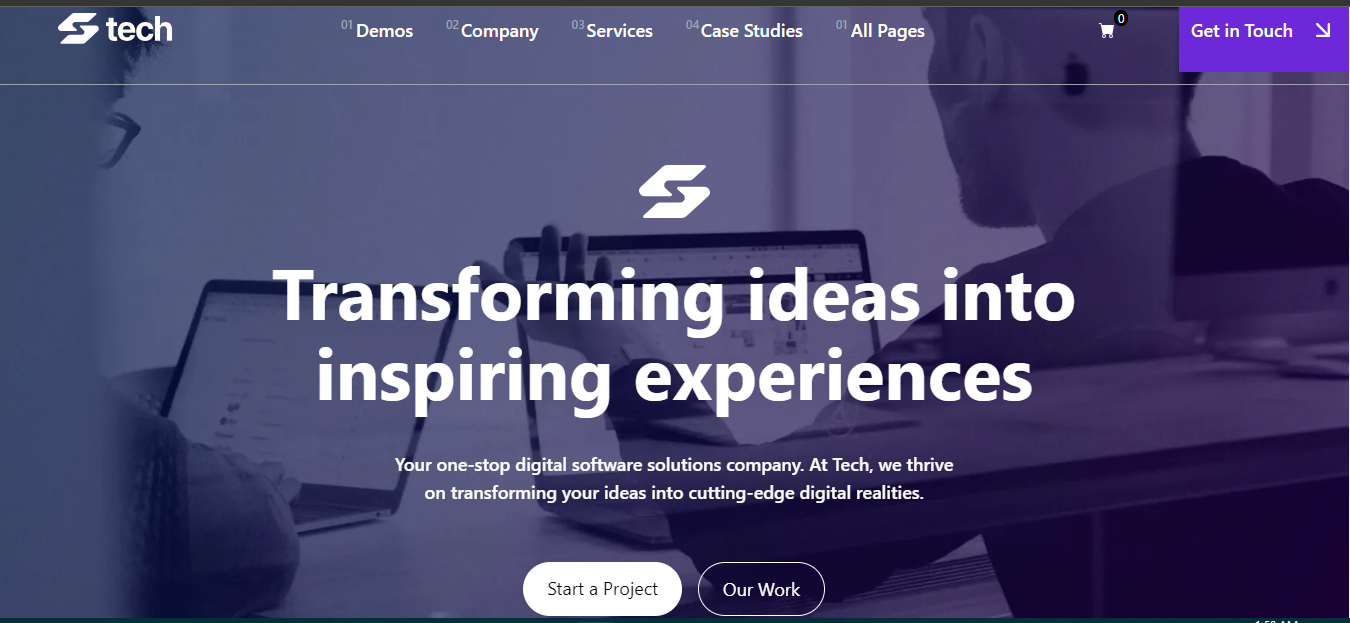 tech
01 Demos
02 Company
03 Services
04 Case Studies
01 All Pages
0
Get in Touch
Transforming ideas into
inspiring experiences
Your one-stop digital software solutions company. At Tech, we thrive
on transforming your ideas into cutting-edge digital realities.
Start a Project
Our Work